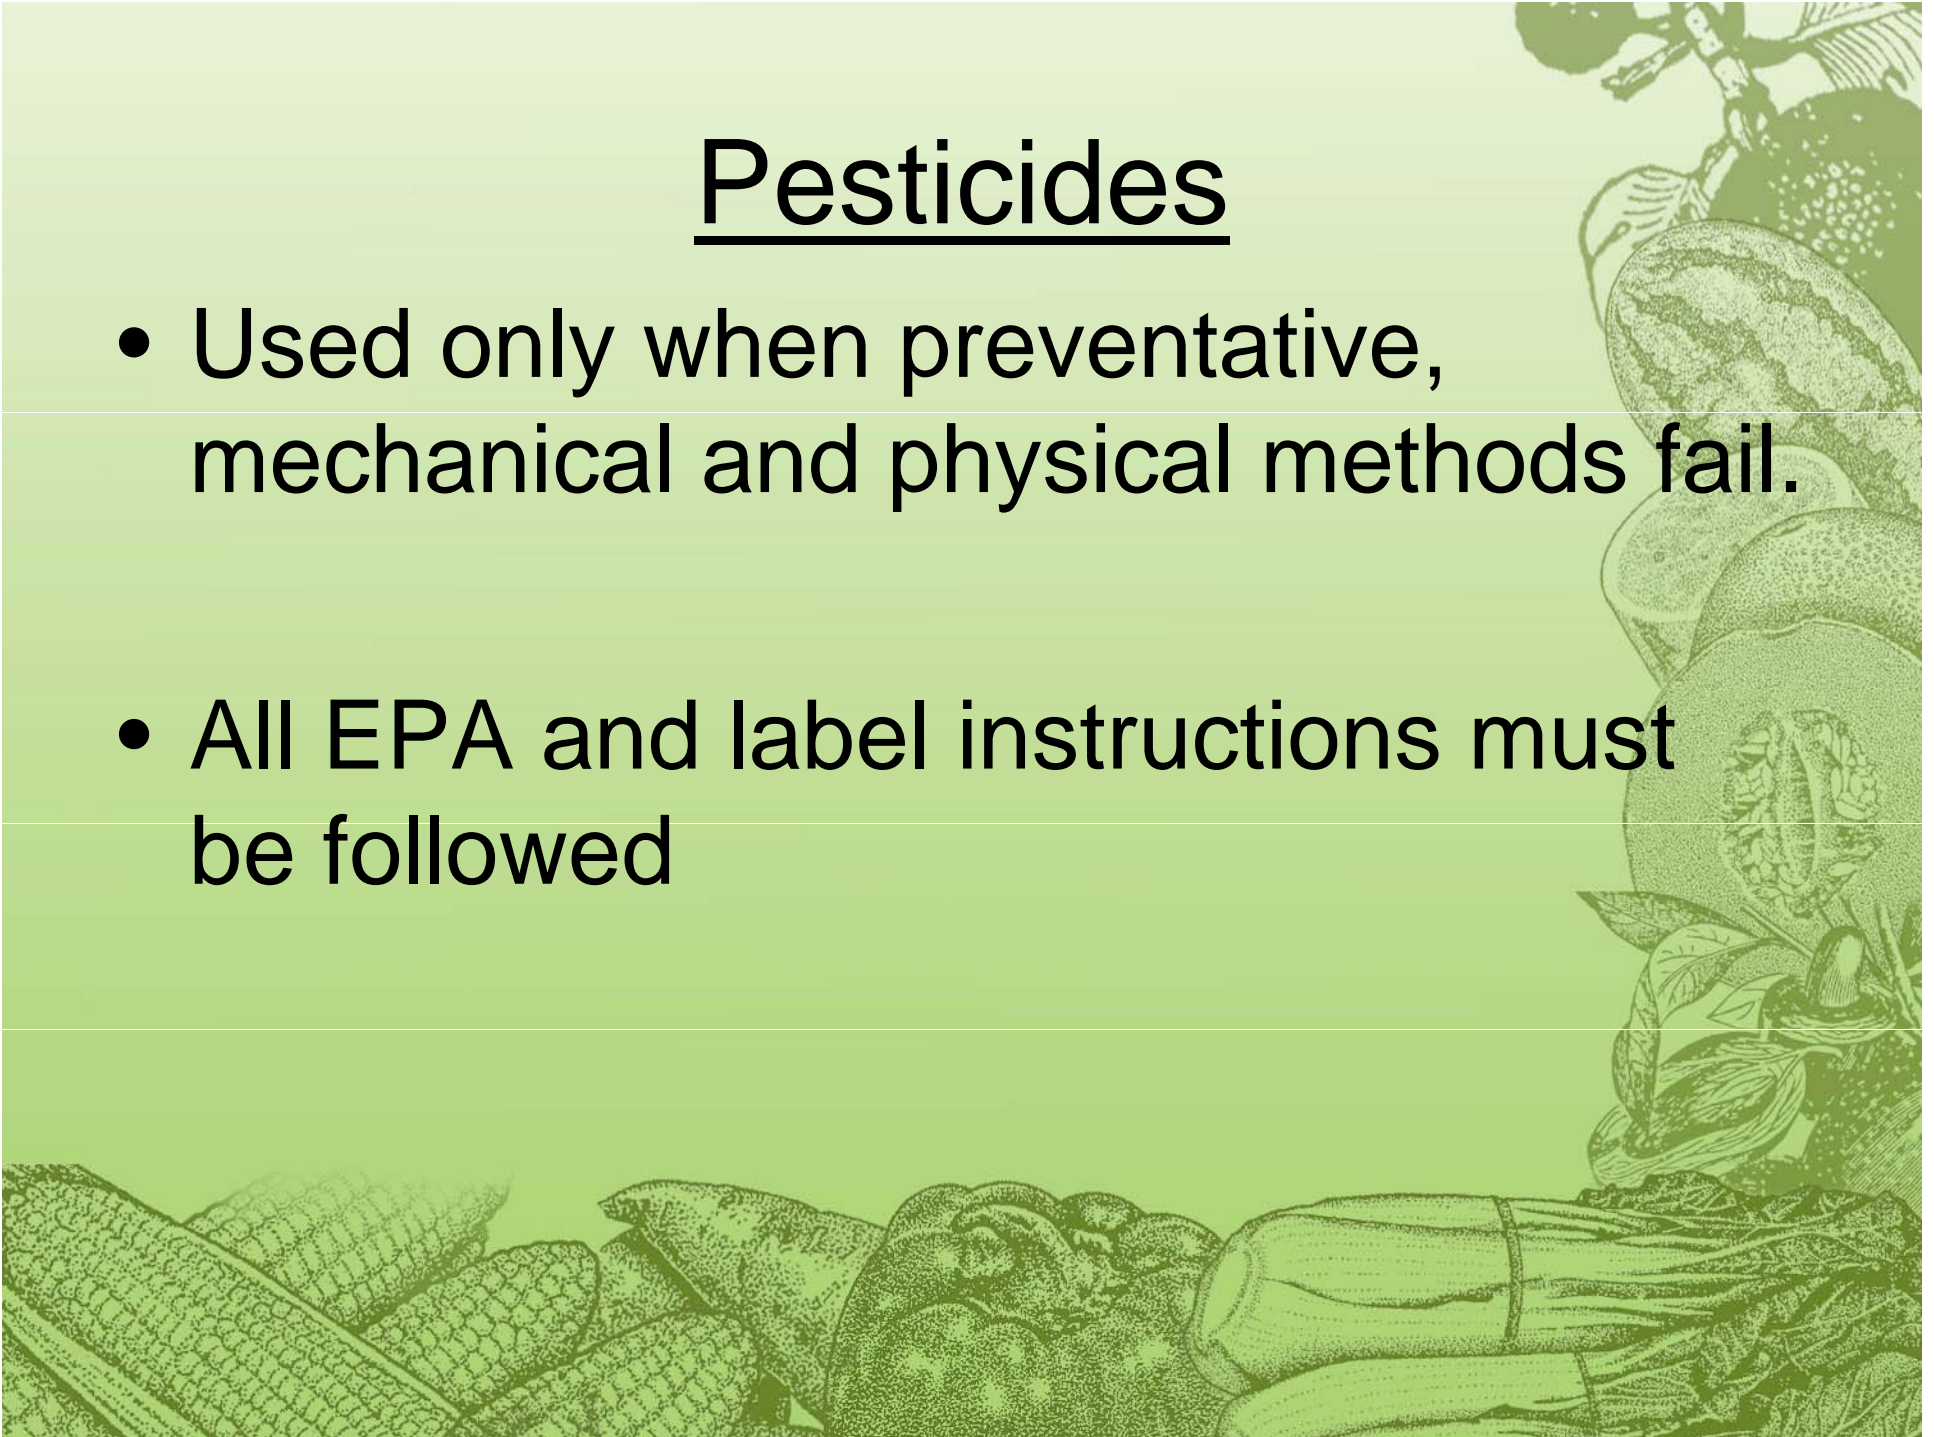 Pesticides
• Used only when preventative,
mechanical and physical methods fail.
• All EPA and label instructions must
be followed